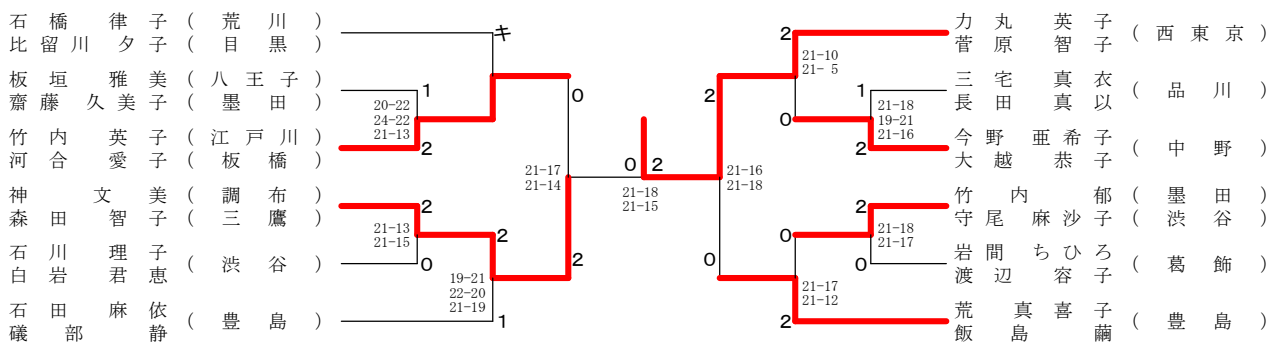 石橋律子(荒川)
比留川夕子(目黒)
キ
板垣雅美(八王子)
齋藤久美子(墨田)
1
20-22
24-22
21-13
竹内英子(江戸川)
河合愛子(板橋)
2
0
21-17
21-14
神文美(調布)
森田智子(三鷹)
2
21-13
21-15
石川理子
白岩君恵
(渋谷)
0
2
19-21
22-20
21-19
2
石田麻依
礒部静
(豊島)
1
0 2
21-18
21-15
力丸英子
菅原智子
(西東京)
2
21-10
21- 5
2
三宅真衣
長田真以
(品川)
1
21-18
19-21
21-16
0
今野亜希子
大越恭子
(中野)
2
21-16
21-18
竹内郁(墨田)
守尾麻沙子(渋谷)
2
21-18
21-17
0
岩間ちひろ
渡辺容子
(葛飾)
0
0
21-17
21-12
荒真喜子
飯島繭
(豊島)
2